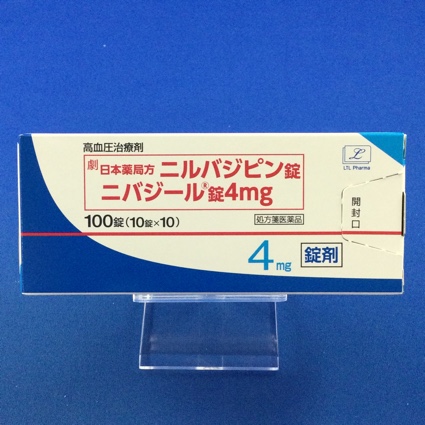 高血圧治療剤
劇 日本薬局方 ニルバジピン錠
ニバジール®錠4mg
100錠(10錠×10)
処方箋医薬品
4mg
錠剤
L
LTL Pharma
開封口